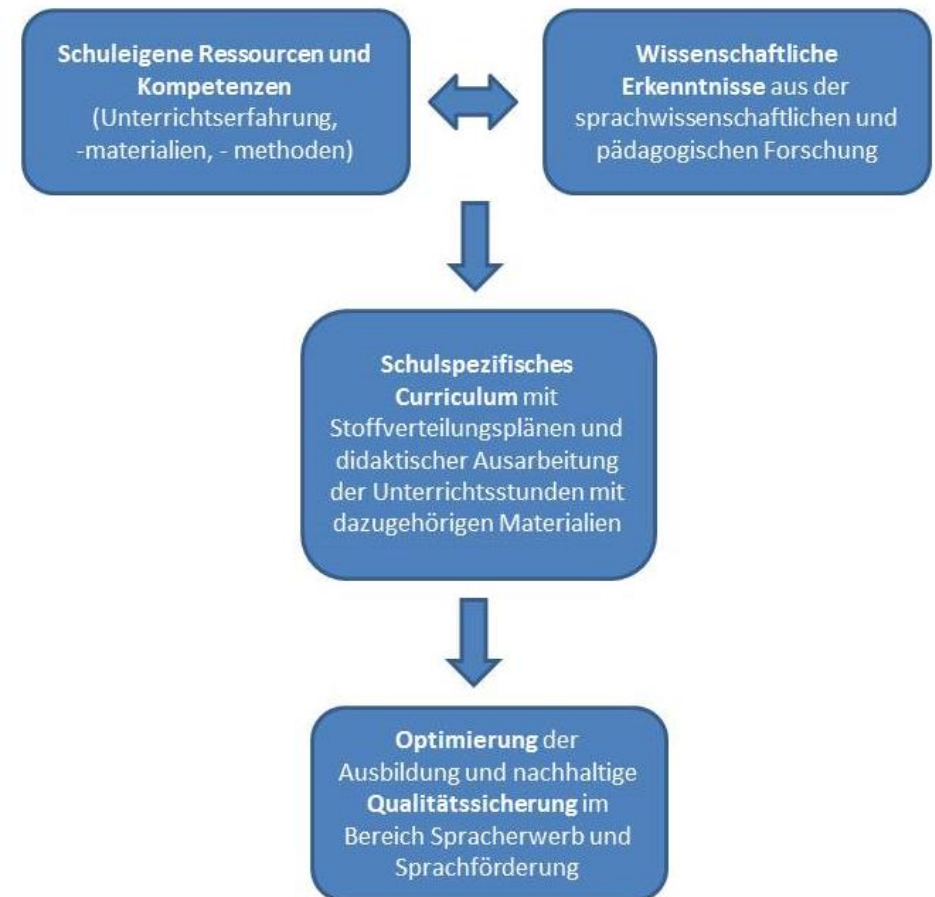 Schuleigene Ressourcen und
Kompetenzen
(Unterrichtserfahrung,
-materialien, - methoden)
Wissenschaftliche
Erkenntnisse aus der
sprachwissenschaftlichen und
pädagogischen Forschung
Schulspezifisches
Curriculum mit
Stoffverteilungsplänen und
didaktischer Ausarbeitung
der Unterrichtsstunden mit
dazugehörigen Materialien
Optimierung der
Ausbildung und nachhaltige
Qualitätssicherung im
Bereich Spracherwerb und
Sprachförderung